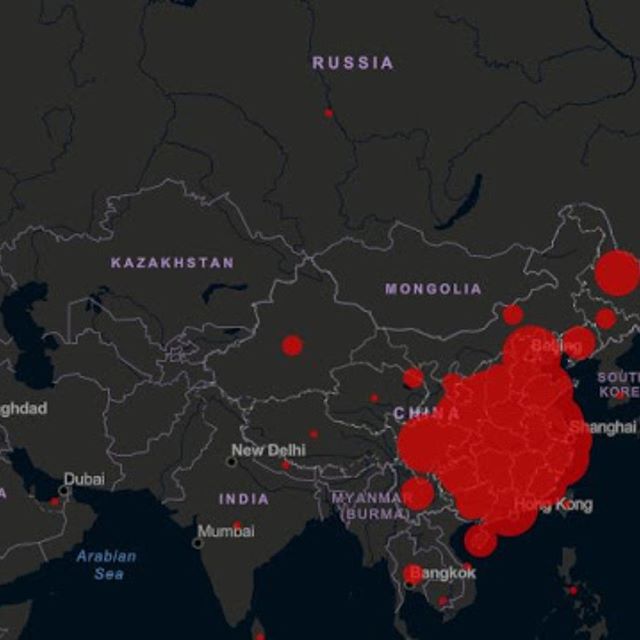 RUSSIA
KAZAKHSTAN
MONGOLIA
Beijing
SOUT
KORE
ghdad
CHINA
Shanghai
New Delhi
Dubai
A
INDIA
MYANMAR
(BURMA)
Hong Kong
Mumbai
Arabian
Sea
Bangkok